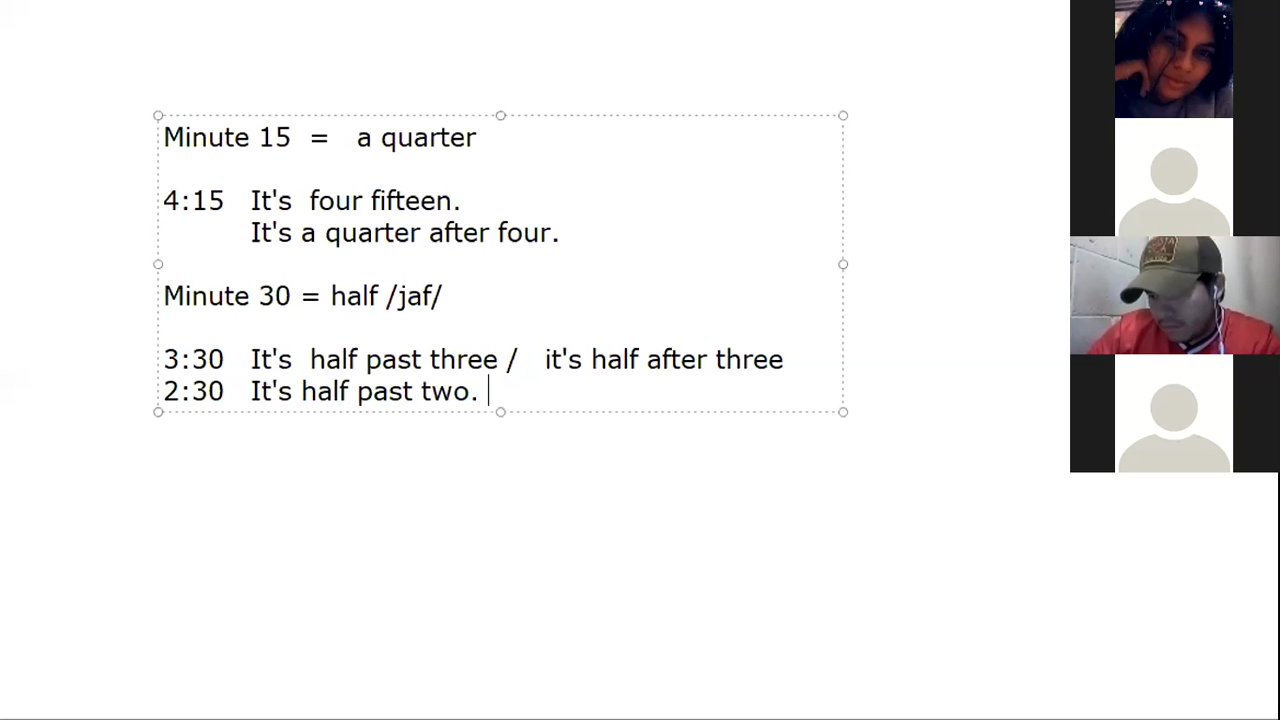 Minute 15  =   a quarter
4:15   It's  four fifteen.
It's a quarter after four.
Minute 30 = half /jaf/
3:30   It's  half past three /   it's half after three
2:30   It's half past two.